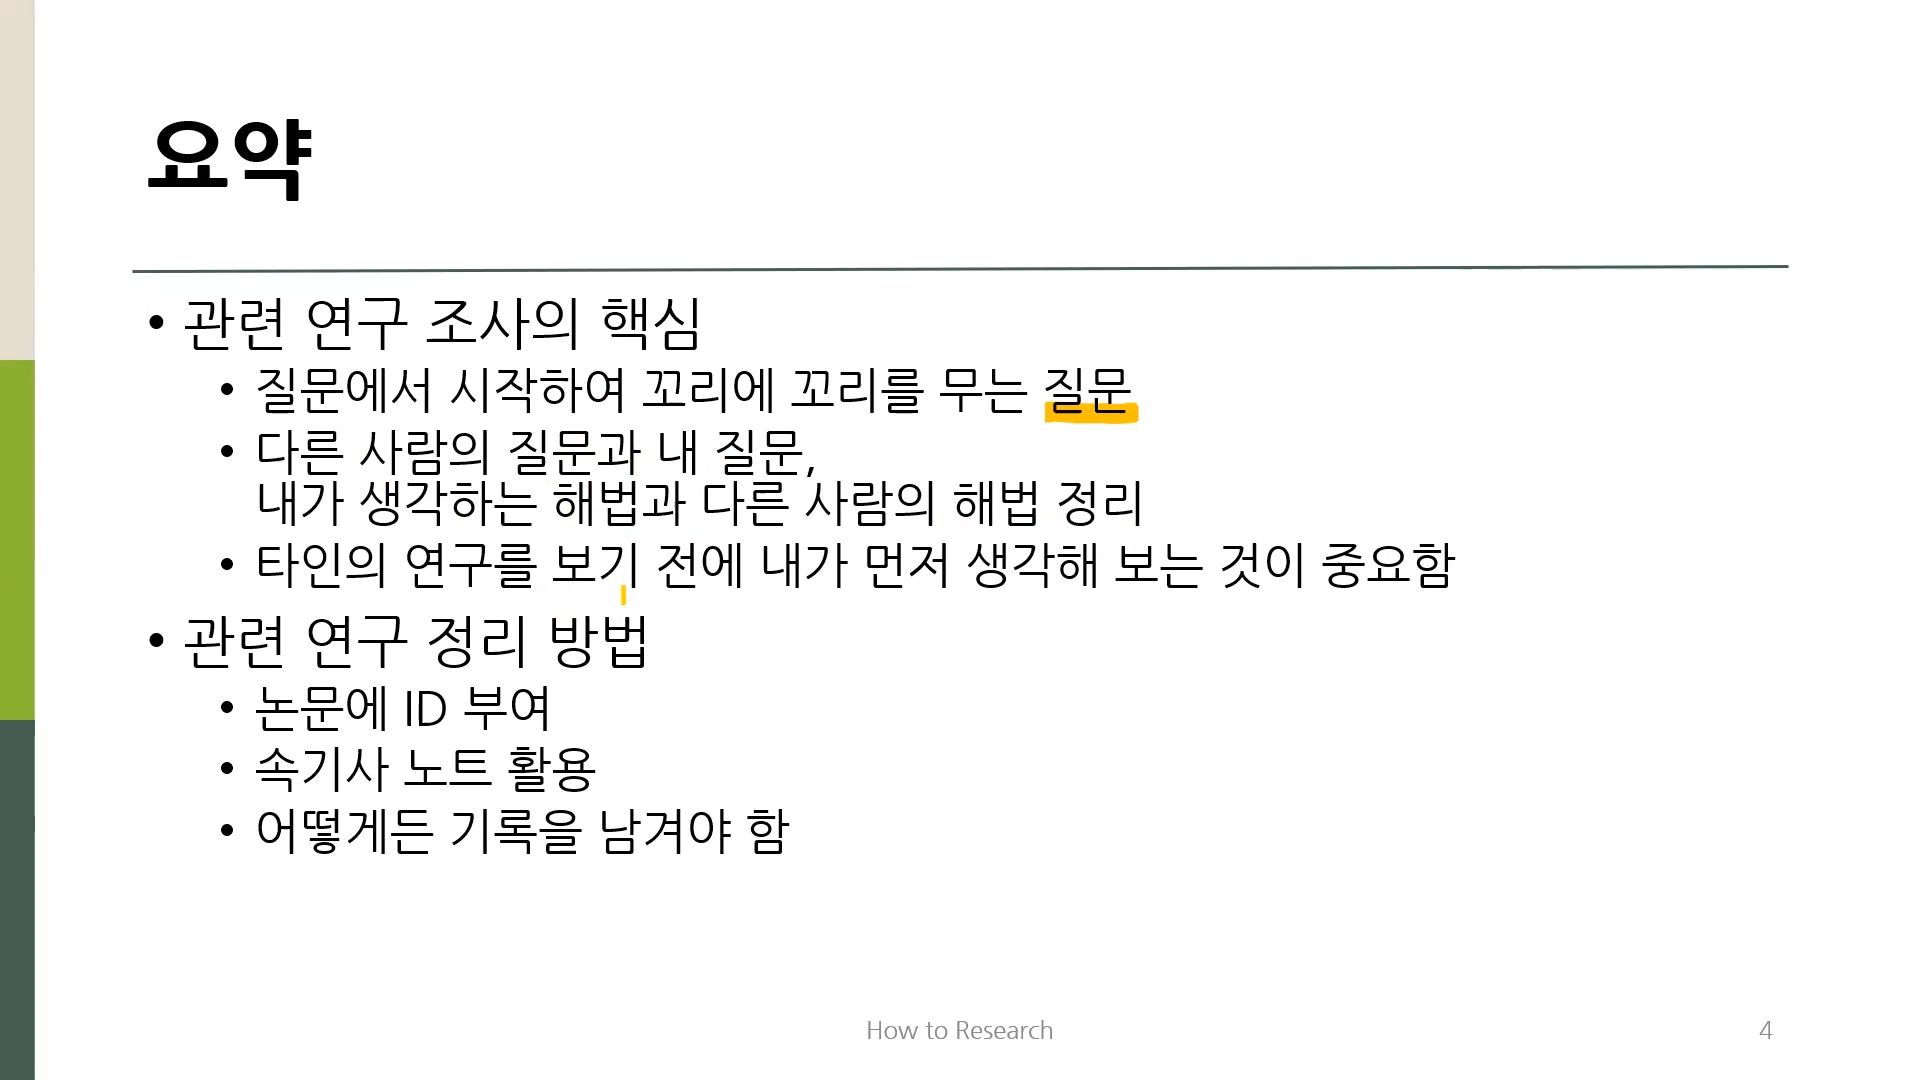 요약
• 관련 연구 조사의 핵심
• 질문에서 시작하여 꼬리에 꼬리를 무는 질문
• 다른 사람의 질문과 내 질문,
내가 생각하는 해법과 다른 사람의 해법 정리
• 타인의 연구를 보기 전에 내가 먼저 생각해 보는 것이 중요함
• 관련 연구 정리 방법
• 논문에 ID 부여
• 속기사 노트 활용
• 어떻게든 기록을 남겨야 함
How to Research
4